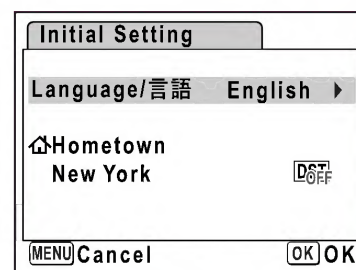 Initial Setting
Language/言語 English
Hometown
New York DST OFF
MENU Cancel OK OK